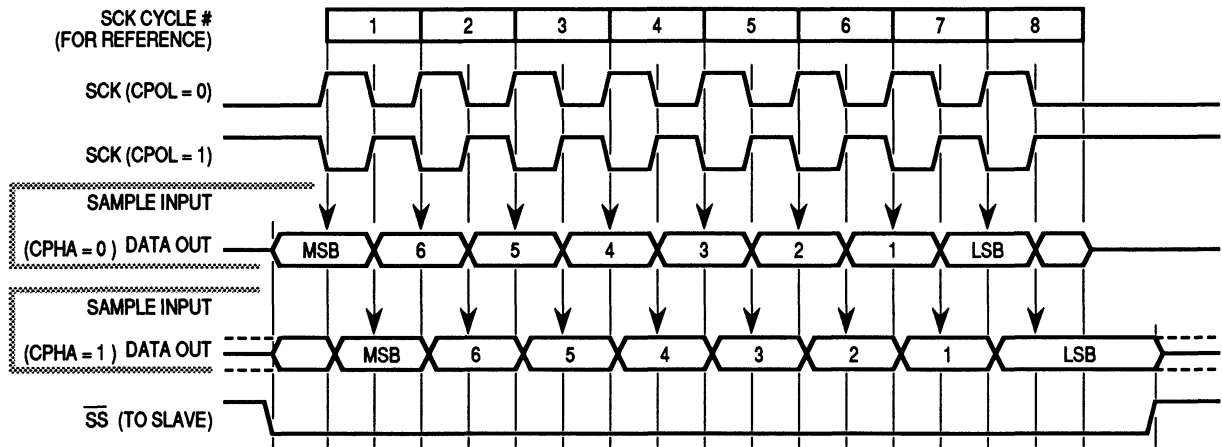 SCK CYCLE #
(FOR REFERENCE)
1 2 3 4 5 6 7 8
SCK (CPOL = 0)
SCK (CPOL = 1)
SAMPLE INPUT
(CPHA = 0 ) DATA OUT
MSB 6 5 4 3 2 1 LSB
SAMPLE INPUT
(CPHA = 1 ) DATA OUT
MSB 6 5 4 3 2 1 LSB
SS (TO SLAVE)